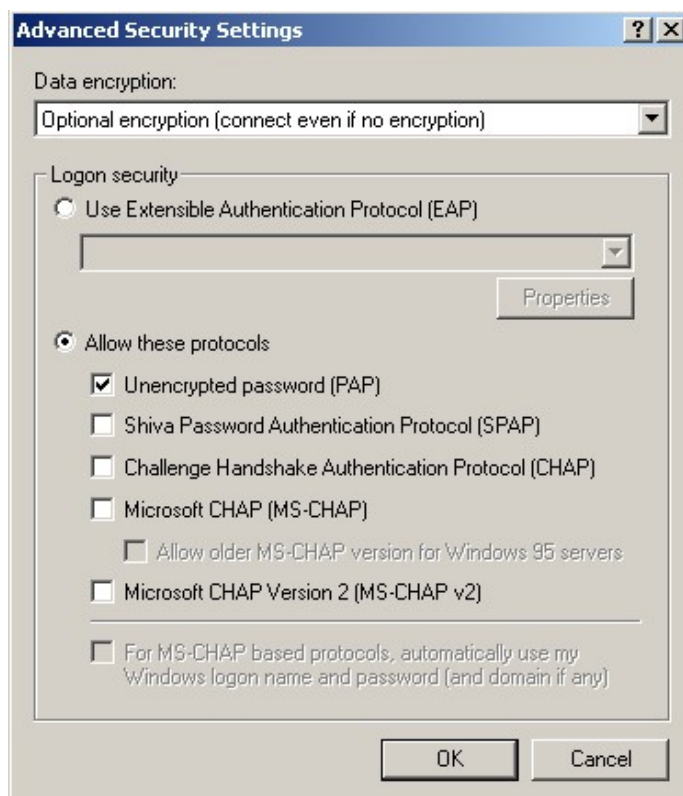 Advanced Security Settings
Data encryption:
Optional encryption (connect even if no encryption)
Logon security
Use Extensible Authentication Protocol (EAP)
Properties
Allow these protocols
Unencrypted password (PAP)
Shiva Password Authentication Protocol (SPAP)
Challenge Handshake Authentication Protocol (CHAP)
Microsoft CHAP (MS-CHAP)
Allow older MS-CHAP version for Windows 95 servers
Microsoft CHAP Version 2 (MS-CHAP v2)
For MS-CHAP based protocols, automatically use my
Windows logon name and password (and domain if any)
OK Cancel